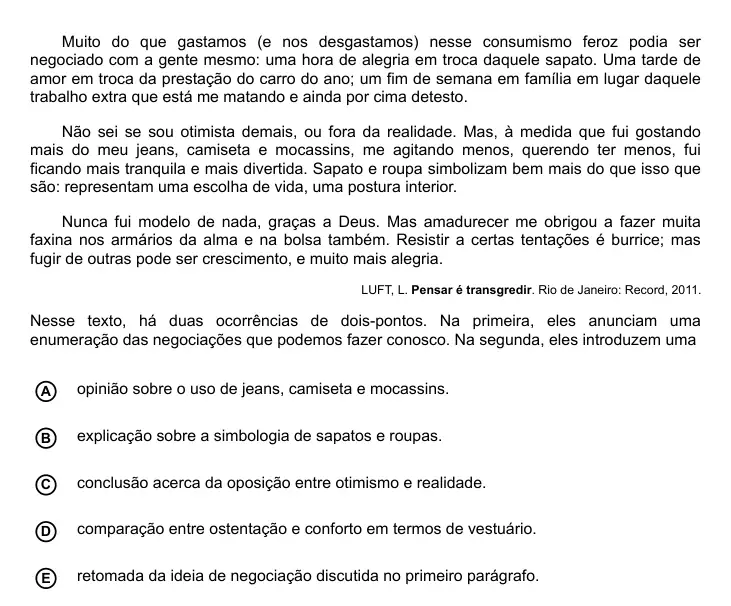 Muito do que gastamos (e nos desgastamos) nesse consumismo feroz podia ser
negociado com a gente mesmo: uma hora de alegria em troca daquele sapato. Uma tarde de
amor em troca da prestação do carro do ano; um fim de semana em família em lugar daquele
trabalho extra que está me matando e ainda por cima detesto.
Não sei se sou otimista demais, ou fora da realidade. Mas, à medida que fui gostando
mais do meu jeans, camiseta e mocassins, me agitando menos, querendo ter menos, fui
ficando mais tranquila e mais divertida. Sapato e roupa simbolizam bem mais do que isso que
são: representam uma escolha de vida, uma postura interior.
Nunca fui modelo de nada, graças a Deus. Mas amadurecer me obrigou a fazer muita
faxina nos armários da alma e na bolsa também. Resistir a certas tentações é burrice; mas
fugir de outras pode ser crescimento, e muito mais alegria.
LUFT, L. Pensar é transgredir. Rio de Janeiro: Record, 2011.
Nesse texto, há duas ocorrências de dois-pontos. Na primeira, eles anunciam uma
enumeração das negociações que podemos fazer conosco. Na segunda, eles introduzem uma
A opinião sobre o uso de jeans, camiseta e mocassins.
B explicação sobre a simbologia de sapatos e roupas.
C conclusão acerca da oposição entre otimismo e realidade.
D comparação entre ostentação e conforto em termos de vestuário.
E retomada da ideia de negociação discutida no primeiro parágrafo.